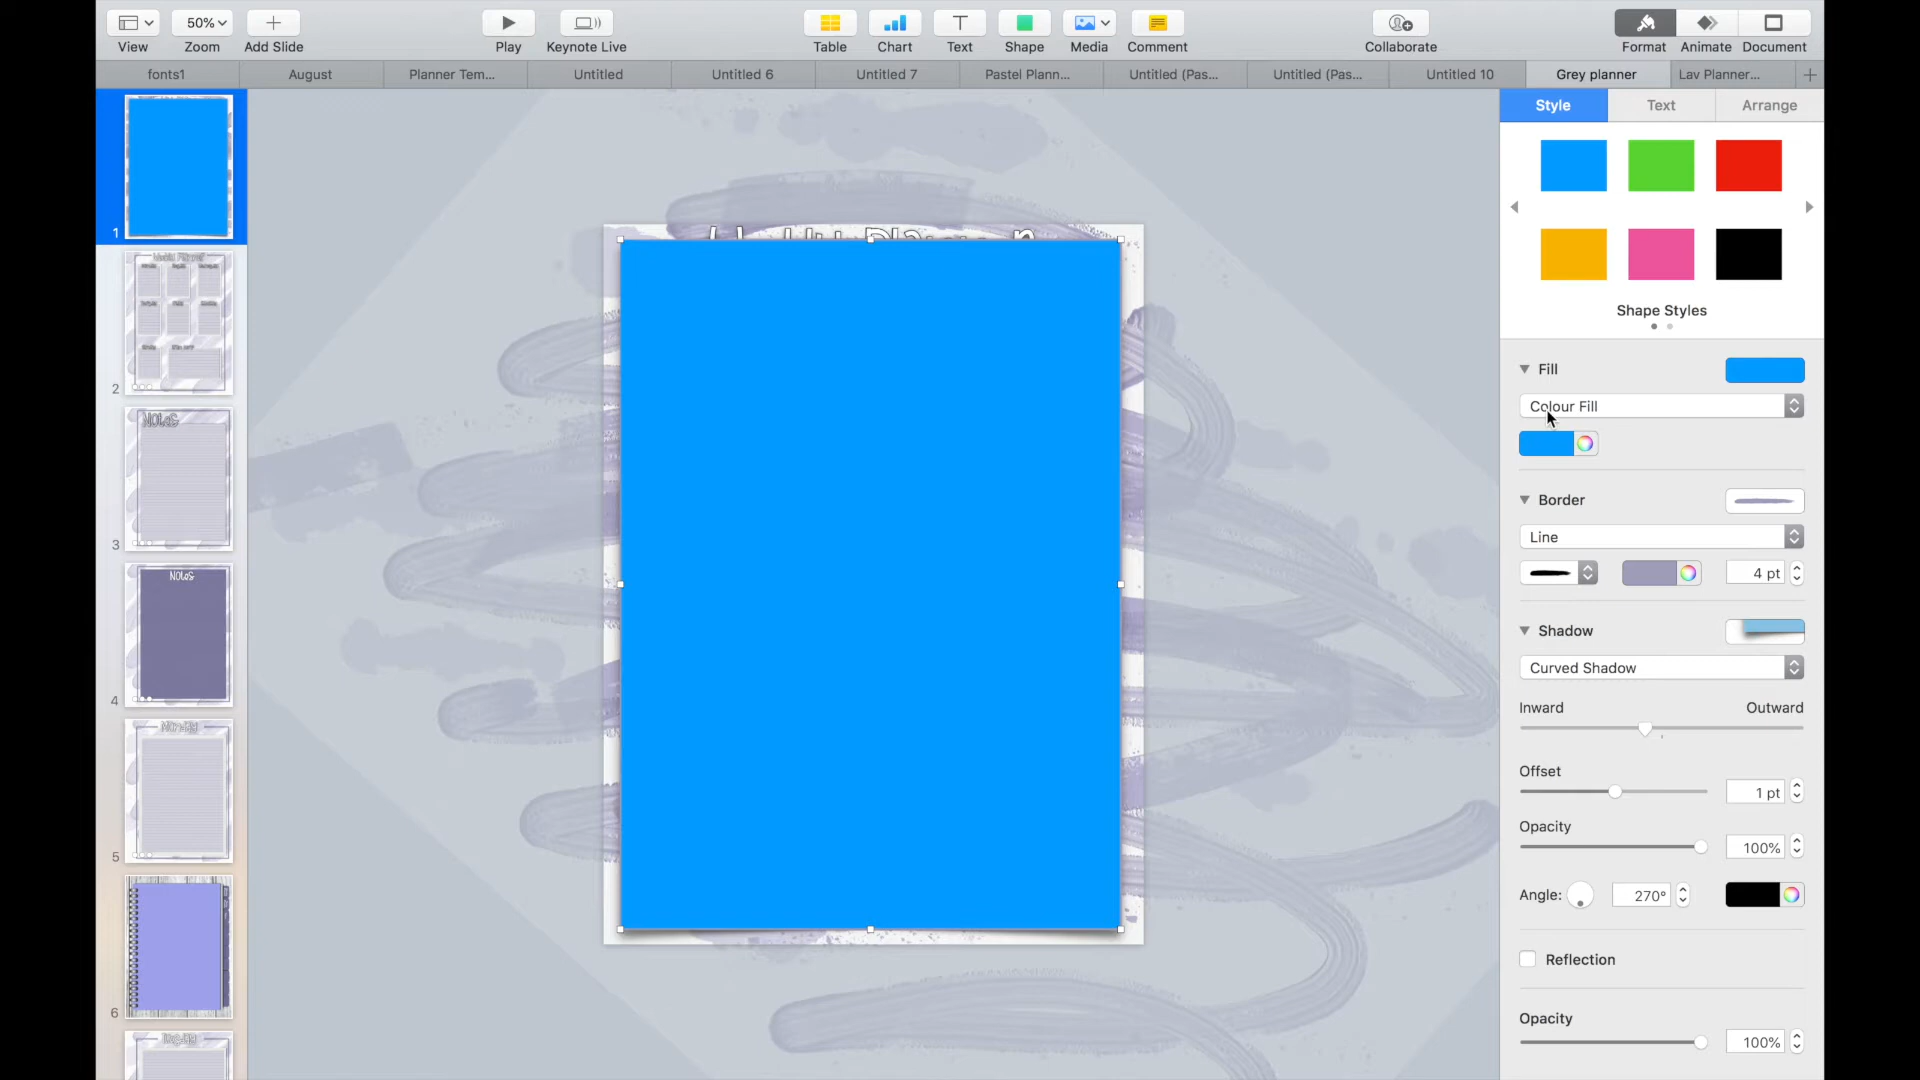 50%
View
Zoom
Add Slide
Play
Keynote Live
Table
Chart
Text
Shape
Media
Comment
Collaborate
Format
Animate
Document
fonts1
August
Planner Tem...
Untitled
Untitled 6
Untitled 7
Pastel Plann...
Untitled (Pas...
Untitled (Pas...
Untitled 10
Grey planner
Lav Planner...
Style
Text
Arrange
Shape Styles
Fill
Colour Fill
Border
Line
4 pt
Shadow
Curved Shadow
Inward
Outward
Offset
1 pt
Opacity
100%
Angle:
270°
Reflection
Opacity
100%
1
2
Notes
3
Notes
4
5
6